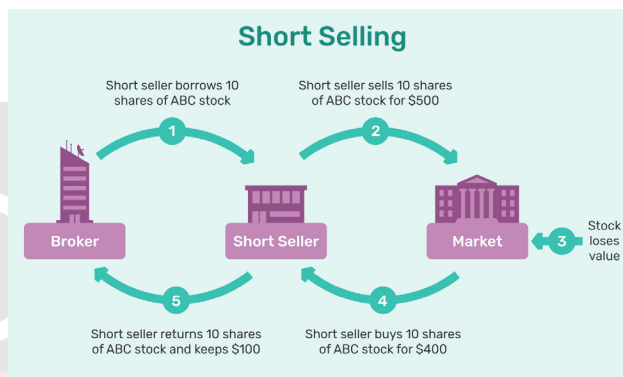 Short Selling
Short seller borrows 10
shares of ABC stock
Short seller sells 10 shares
of ABC stock for $500
1
2
Broker
Short Seller
Market
3
Stock
loses
value
5
4
Short seller returns 10 shares
of ABC stock and keeps $100
Short seller buys 10 shares
of ABC stock for $400